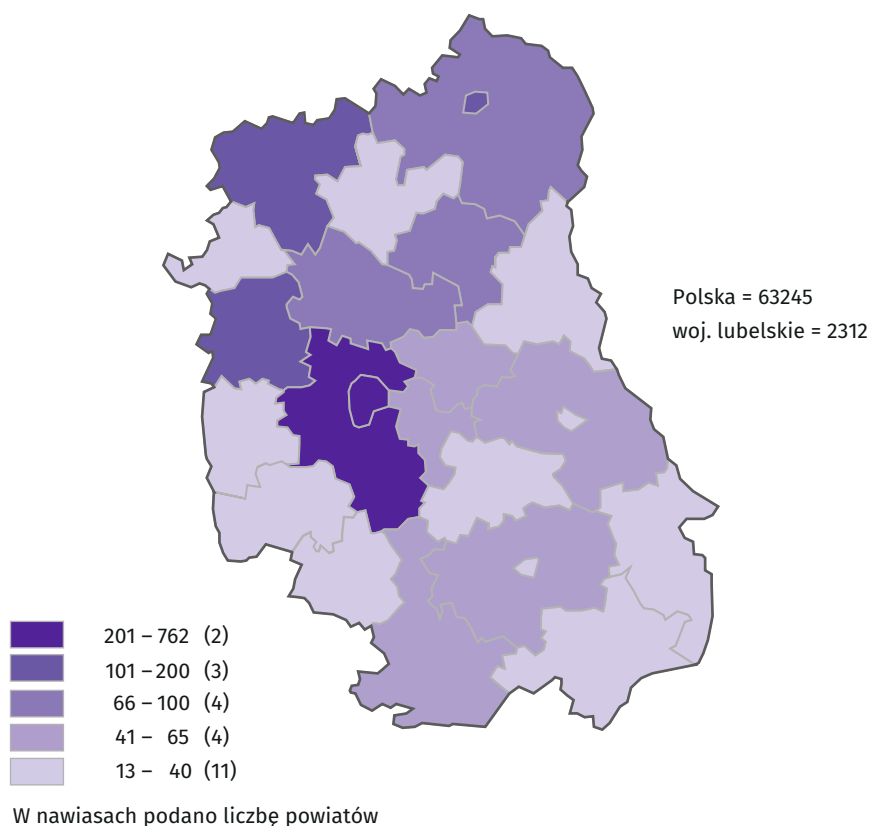 Polska = 63245
woj. lubelskie = 2312
201 – 762 (2)
101 – 200 (3)
66 – 100 (4)
41 – 65 (4)
13 – 40 (11)
W nawiasach podano liczbę powiatów